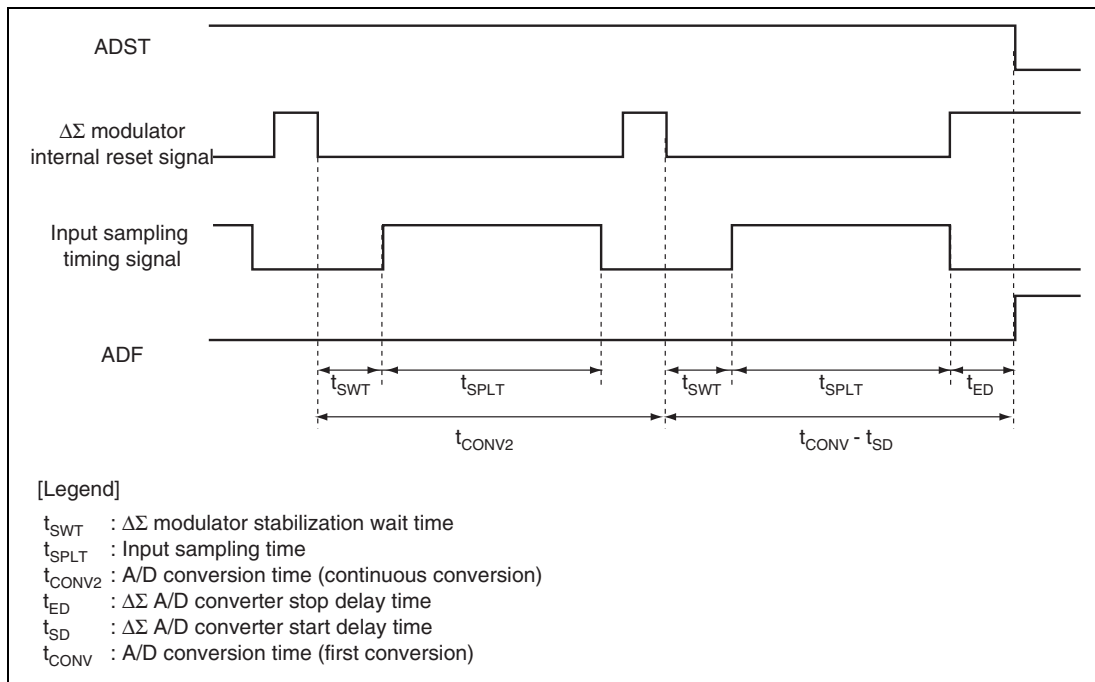 ADST
ΔΣ modulator
internal reset signal
Input sampling
timing signal
ADF
tSWT tSPLT tSWT tSPLT tED
tCONV2 tCONV - tSD
[Legend]
tSWT : ΔΣ modulator stabilization wait time
tSPLT : Input sampling time
tCONV2 : A/D conversion time (continuous conversion)
tED : ΔΣ A/D converter stop delay time
tSD : ΔΣ A/D converter start delay time
tCONV : A/D conversion time (first conversion)